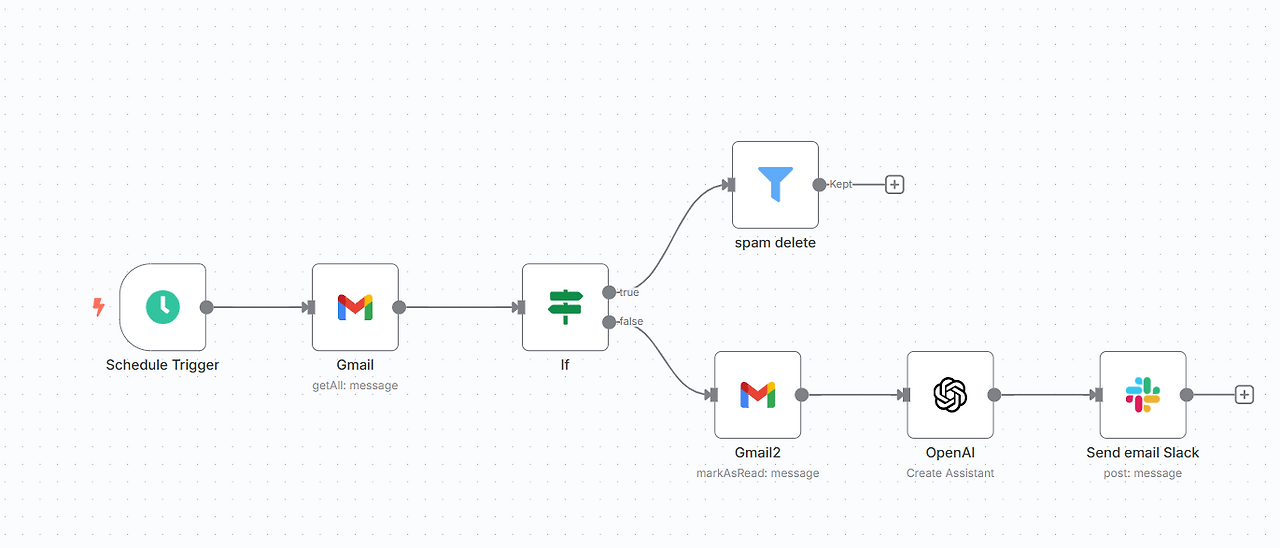 Kept
spam delete
true
false
Schedule Trigger
Gmail
getAll: message
If
Gmail2
markAsRead: message
OpenAI
Create Assistant
Send email Slack
post: message